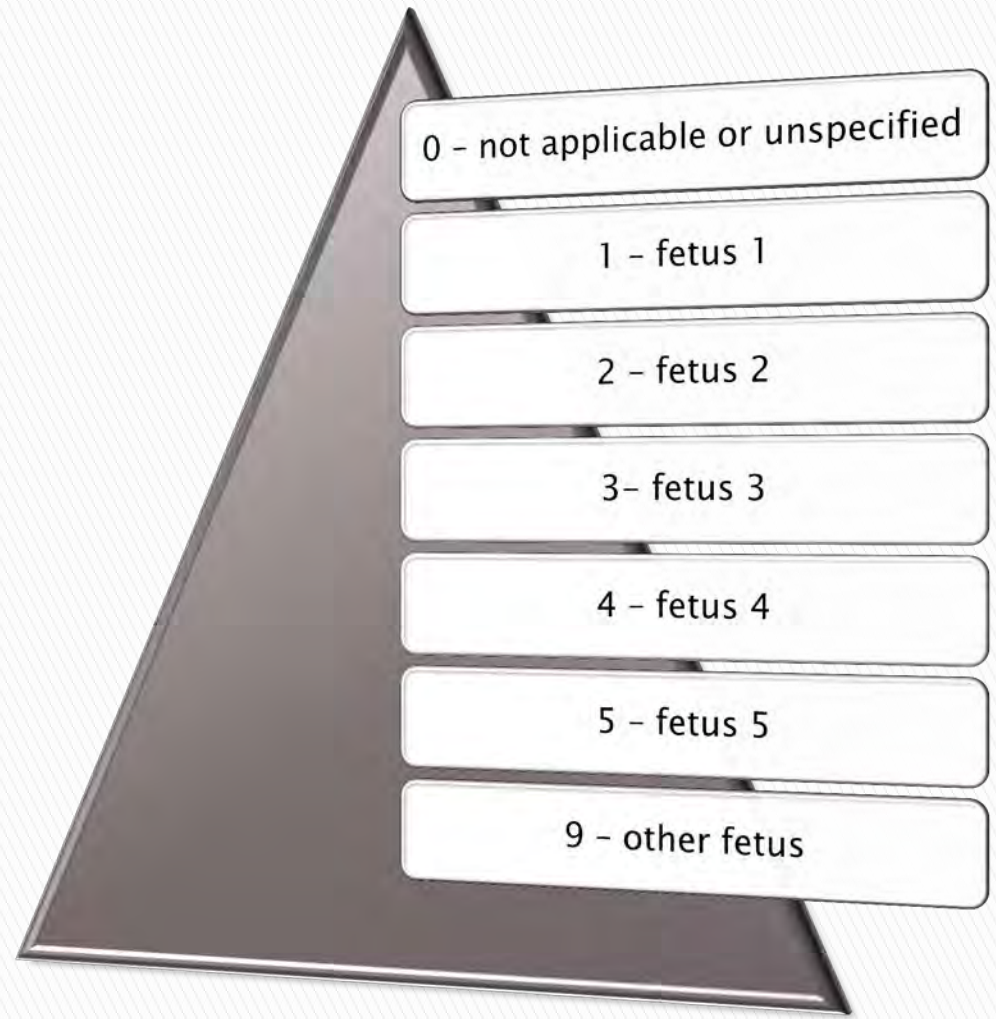 0 – not applicable or unspecified
1 – fetus 1
2 – fetus 2
3– fetus 3
4 – fetus 4
5 – fetus 5
9 – other fetus